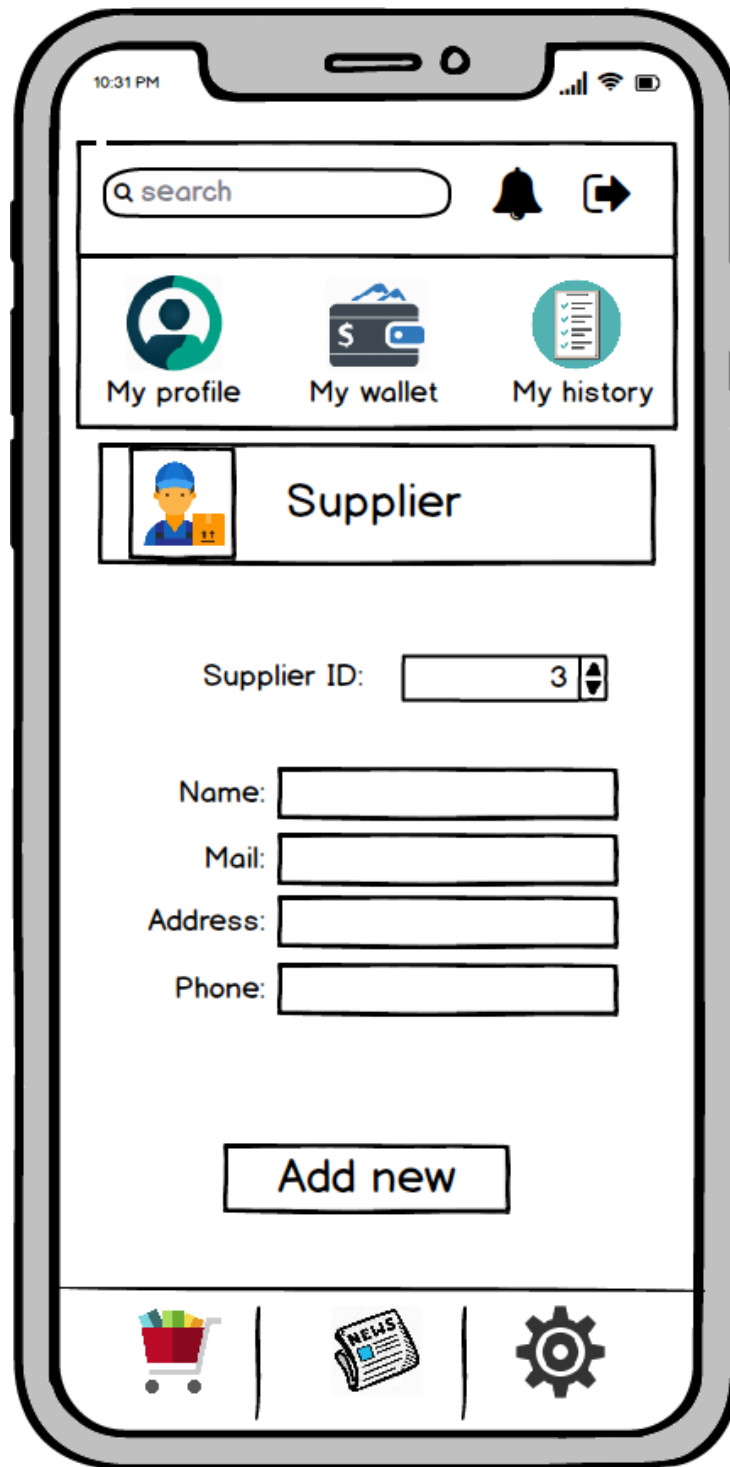 10:31 PM
search
My profile My wallet My history
$
Supplier
Supplier ID: 3
Name:
Mail:
Address:
Phone:
Add new
NEWS